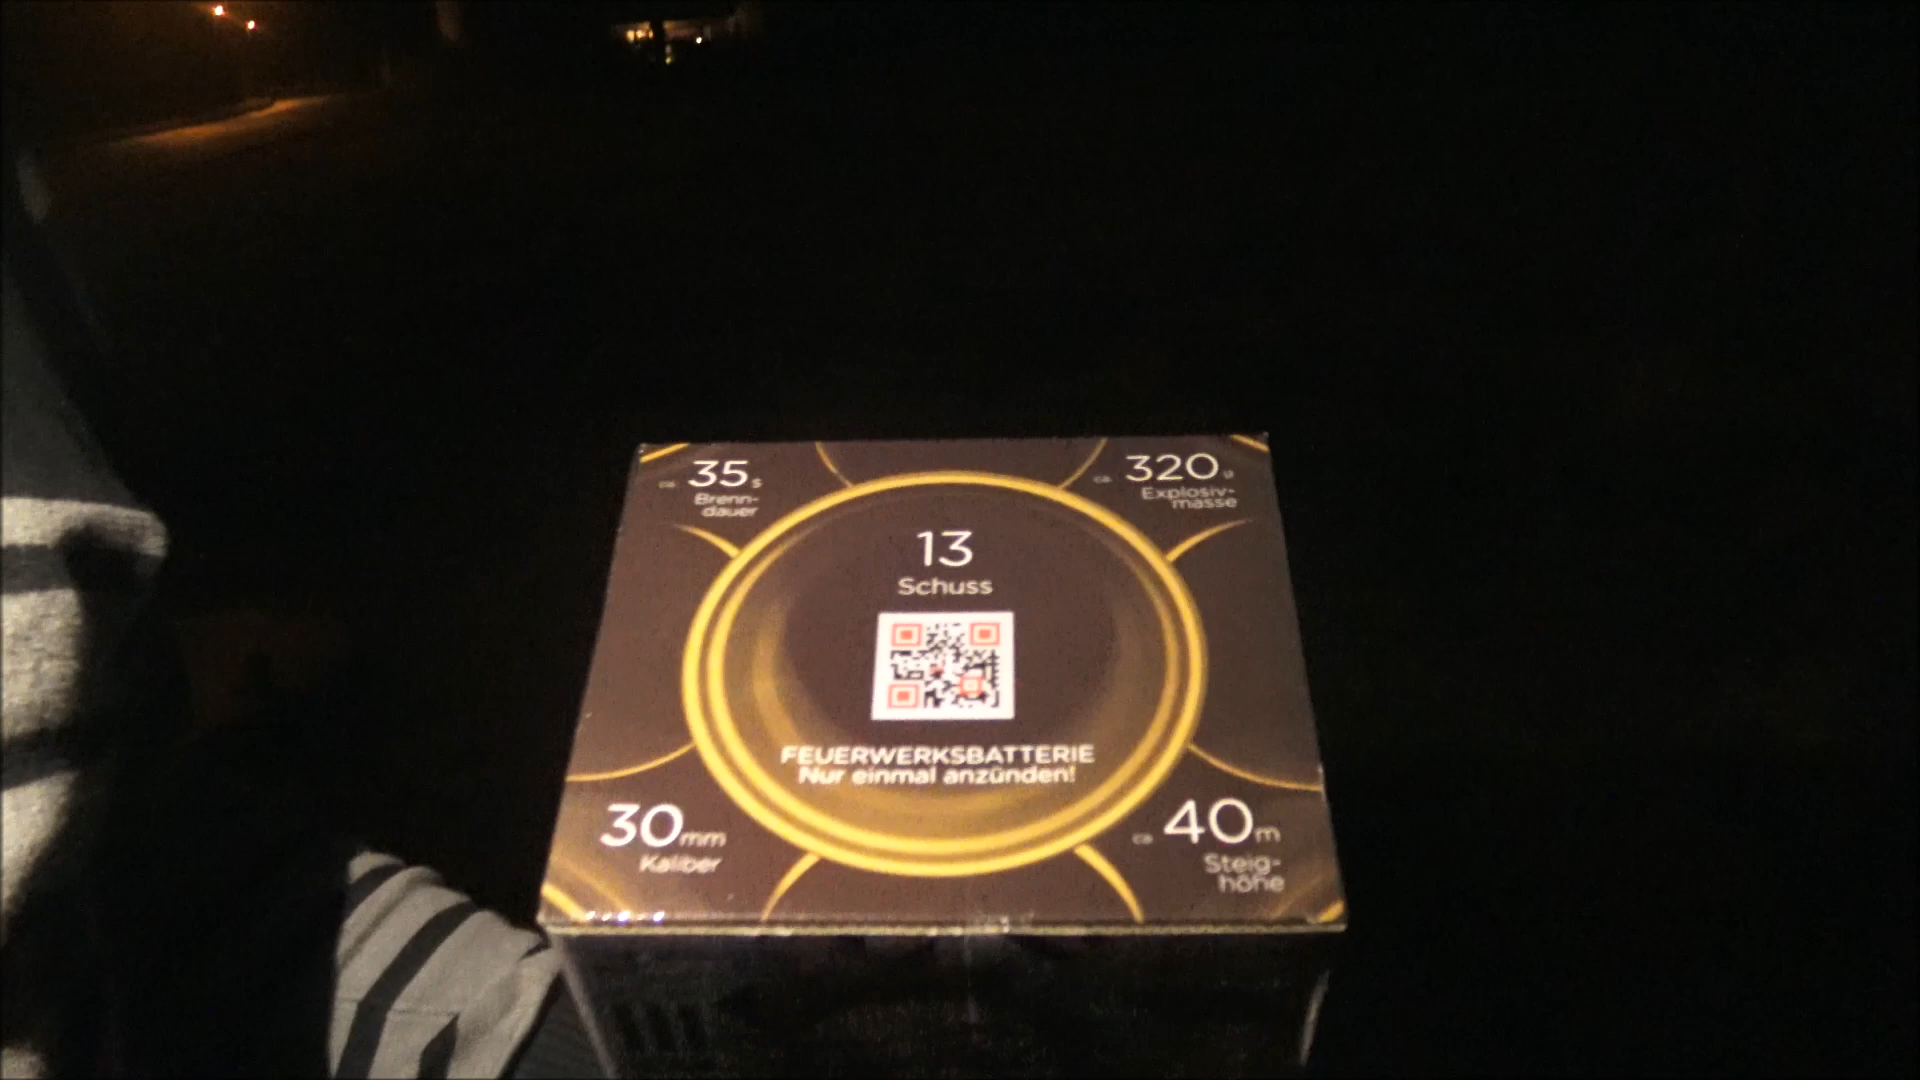 ca. 35 s
Brenn-
dauer
ca. 320 g
Explosiv-
masse
13
Schuss
FEUERWERKSBATTERIE
Nur einmal anzünden!
30 mm
Kaliber
ca. 40 m
Steig-
höhe